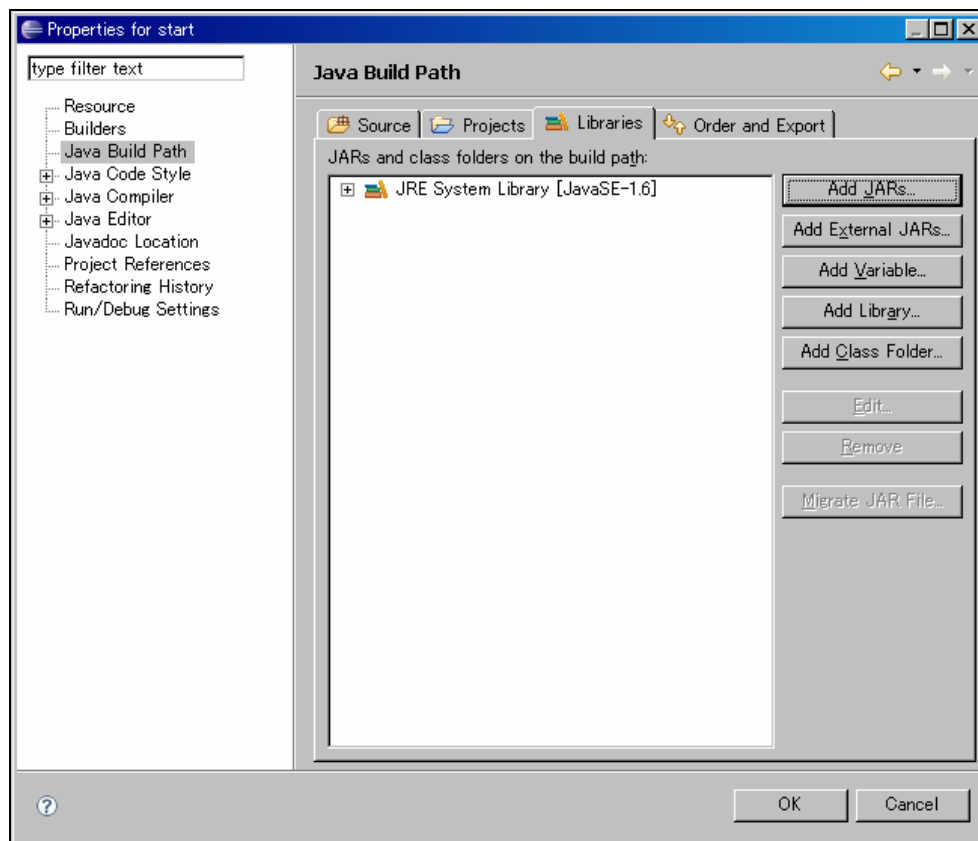 Properties for start
type filter text
Resource
Builders
Java Build Path
Java Code Style
Java Compiler
Java Editor
Javadoc Location
Project References
Refactoring History
Run/Debug Settings
Java Build Path
Source Projects Libraries Order and Export
JARs and class folders on the build path:
JRE System Library [JavaSE-1.6]
Add JARs...
Add External JARs...
Add Variable...
Add Library...
Add Class Folder...
Edit...
Remove
Migrate JAR File...
OK Cancel